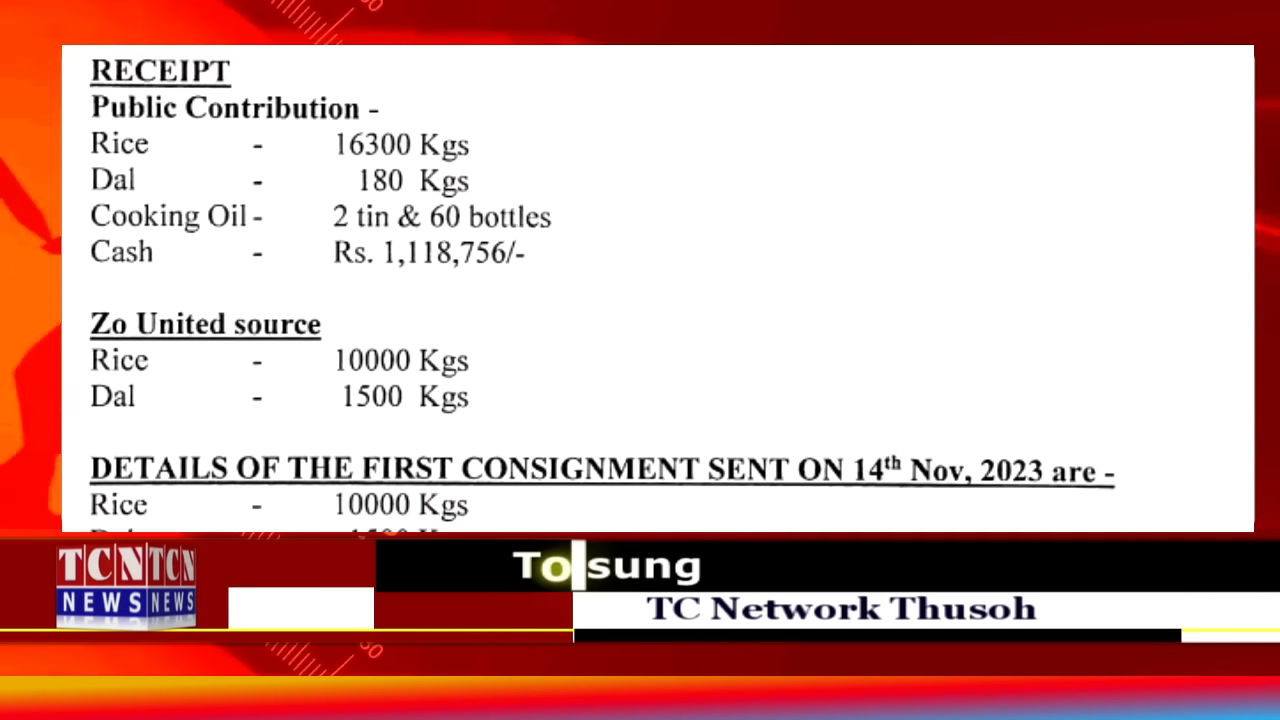 RECEIPT
Public Contribution -
Rice - 16300 Kgs
Dal - 180 Kgs
Cooking Oil - 2 tin & 60 bottles
Cash - Rs. 1,118,756/-
Zo United source
Rice - 10000 Kgs
Dal - 1500 Kgs
DETAILS OF THE FIRST CONSIGNMENT SENT ON 14th Nov, 2023 are -
Rice - 10000 Kgs
TCN TCN
NEWS NEWS
To sung
TC Network Thusoh